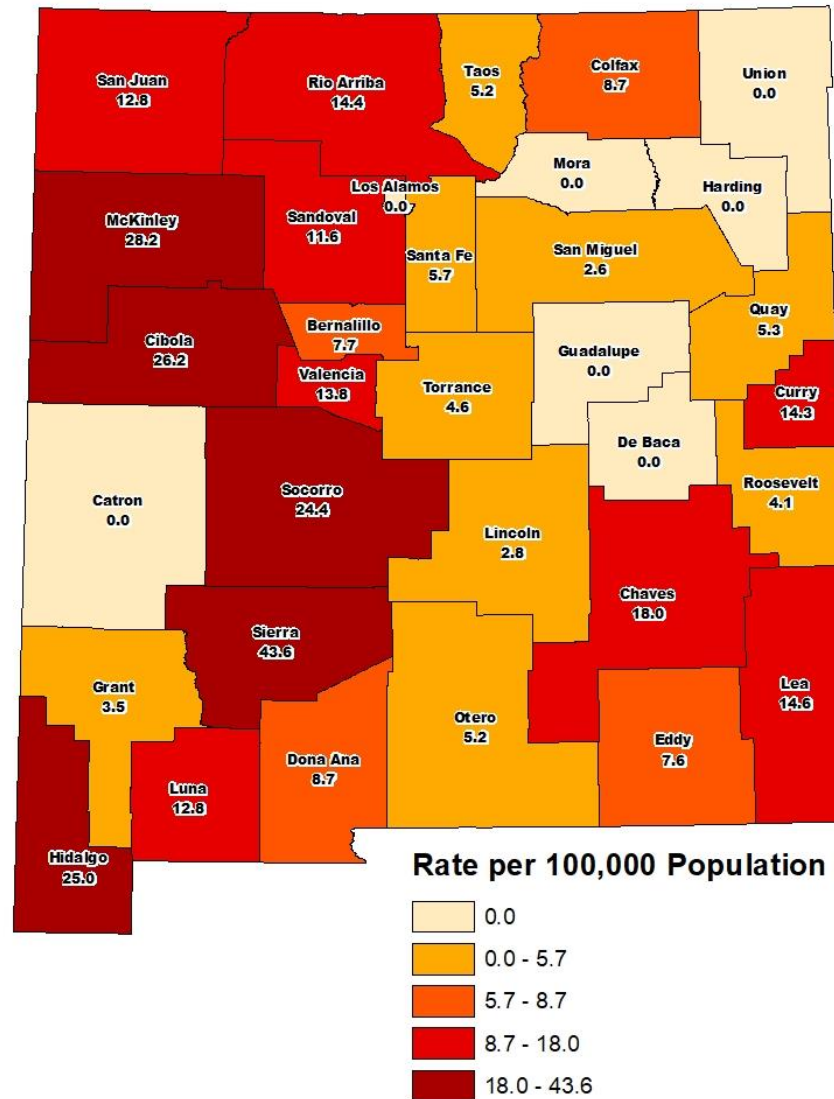 San Juan
12.8
Rio Arriba
14.4
Taos
5.2
Colfax
8.7
Union
0.0
Mora
0.0
Harding
0.0
Los Alamos
0.0
McKinley
28.2
Sandoval
11.6
Santa Fe
5.7
San Miguel
2.6
Quay
5.3
Cibola
26.2
Bernalillo
7.7
Guadalupe
0.0
Valencia
13.8
Torrance
4.6
Curry
14.3
De Baca
0.0
Catron
0.0
Socorro
24.4
Roosevelt
4.1
Lincoln
2.8
Chaves
18.0
Sierra
43.6
Grant
3.5
Lea
14.6
Otero
5.2
Eddy
7.6
Dona Ana
8.7
Luna
12.8
Hidalgo
25.0
Rate per 100,000 Population
0.0
0.0 - 5.7
5.7 - 8.7
8.7 - 18.0
18.0 - 43.6